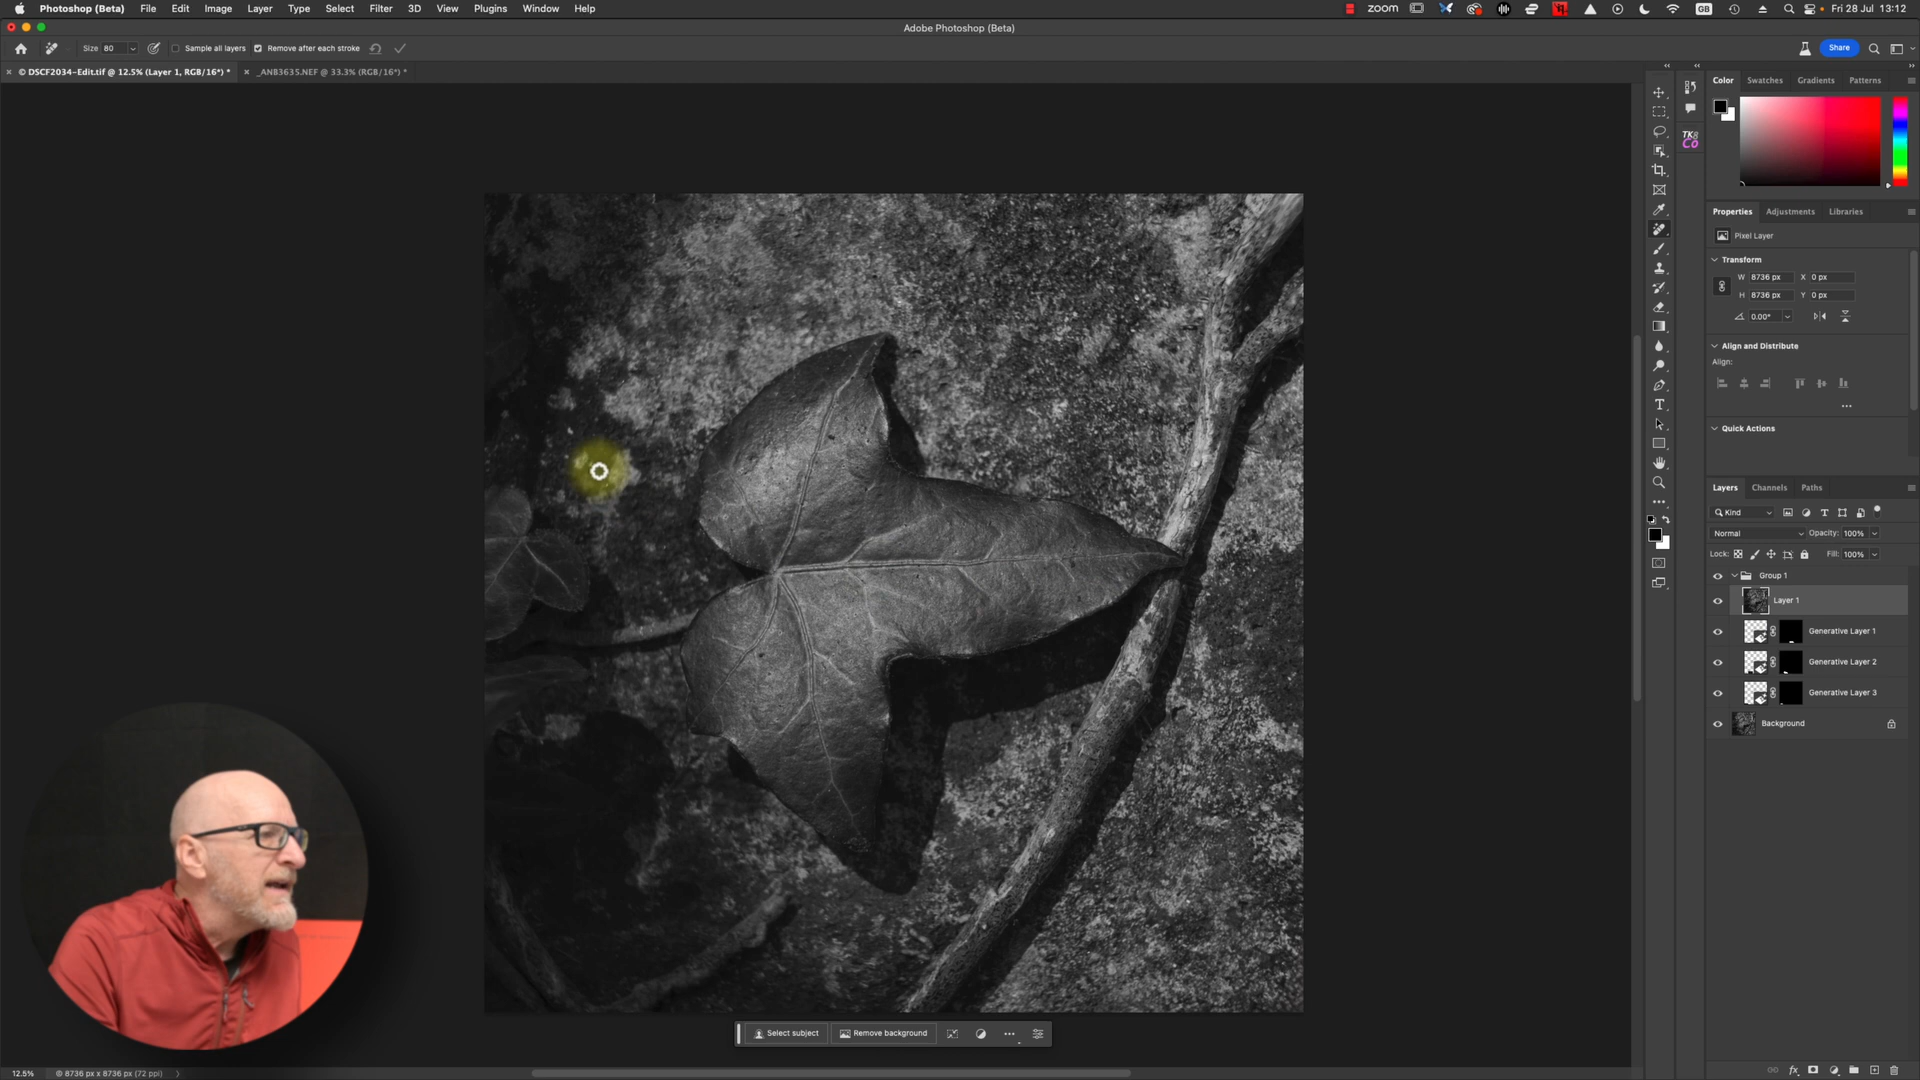 Photoshop (Beta) File Edit Image Layer Type Select Filter 3D View Plugins Window Help
zoom GB Fri 28 Jul 13:12
Adobe Photoshop (Beta)
Size 80 Sample all layers Remove after each stroke Share
× © DSCF2034-Edit.tif @ 12.5% (Layer 1, RGB/16*) * × _ANB3635.NEF @ 33.3% (RGB/16*) *
Color Swatches Gradients Patterns
TK8
Co
Properties Adjustments Libraries
Pixel Layer
Transform
W 8736 px X 0 px
H 8736 px Y 0 px
0.00°
Align and Distribute
Align:
Quick Actions
Layers Channels Paths
Kind
Normal Opacity: 100%
Lock: Fill: 100%
Group 1
Layer 1
Generative Layer 1
Generative Layer 2
Generative Layer 3
Background
Select subject Remove background
12.5% 8736 px x 8736 px (72 ppi)